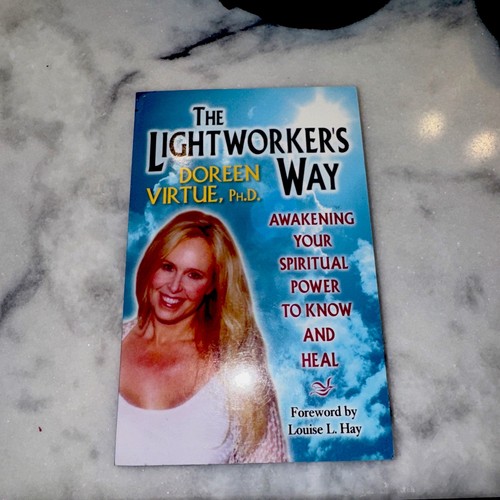 THE
LIGHTWORKER'S
WAY
DOREEN
VIRTUE, PH.D.
AWAKENING
YOUR
SPIRITUAL
POWER
TO KNOW
AND
HEAL
Foreword by
Louise L. Hay